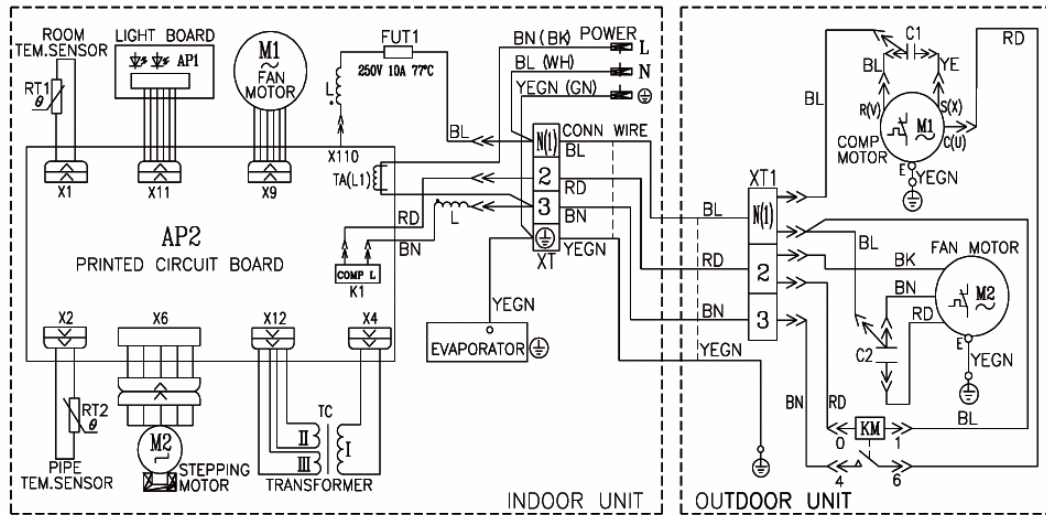 ROOM
TEM.SENSOR
LIGHT BOARD
AP1
M1
~
FAN
MOTOR
FUT1
250V 10A 77°C
L
BN(BK)
POWER
L
BL (WH)
N
YEGN (GN)
RT1
θ
X1
X11
X9
X110
TA(L1)
BL
N(1)
2
3
XT
CONN WIRE
BL
RD
BN
YEGN
L
RD
BN
COMP L
K1
AP2
PRINTED CIRCUIT BOARD
X2
X6
X12
X4
YEGN
EVAPORATOR
RT2
θ
M2
STEPPING
MOTOR
PIPE
TEM.SENSOR
TC
II
III
I
TRANSFORMER
INDOOR UNIT
C1
RD
BL
YE
BL
R(V)
S(X)
M1
~
C(U)
COMP
MOTOR
E
YEGN
XT1
N(1)
2
3
BL
RD
BN
YEGN
BL
FAN MOTOR
BK
BN
M2
~
RD
E
YEGN
C2
BN
RD
BL
0
KM
1
4
6
OUTDOOR UNIT